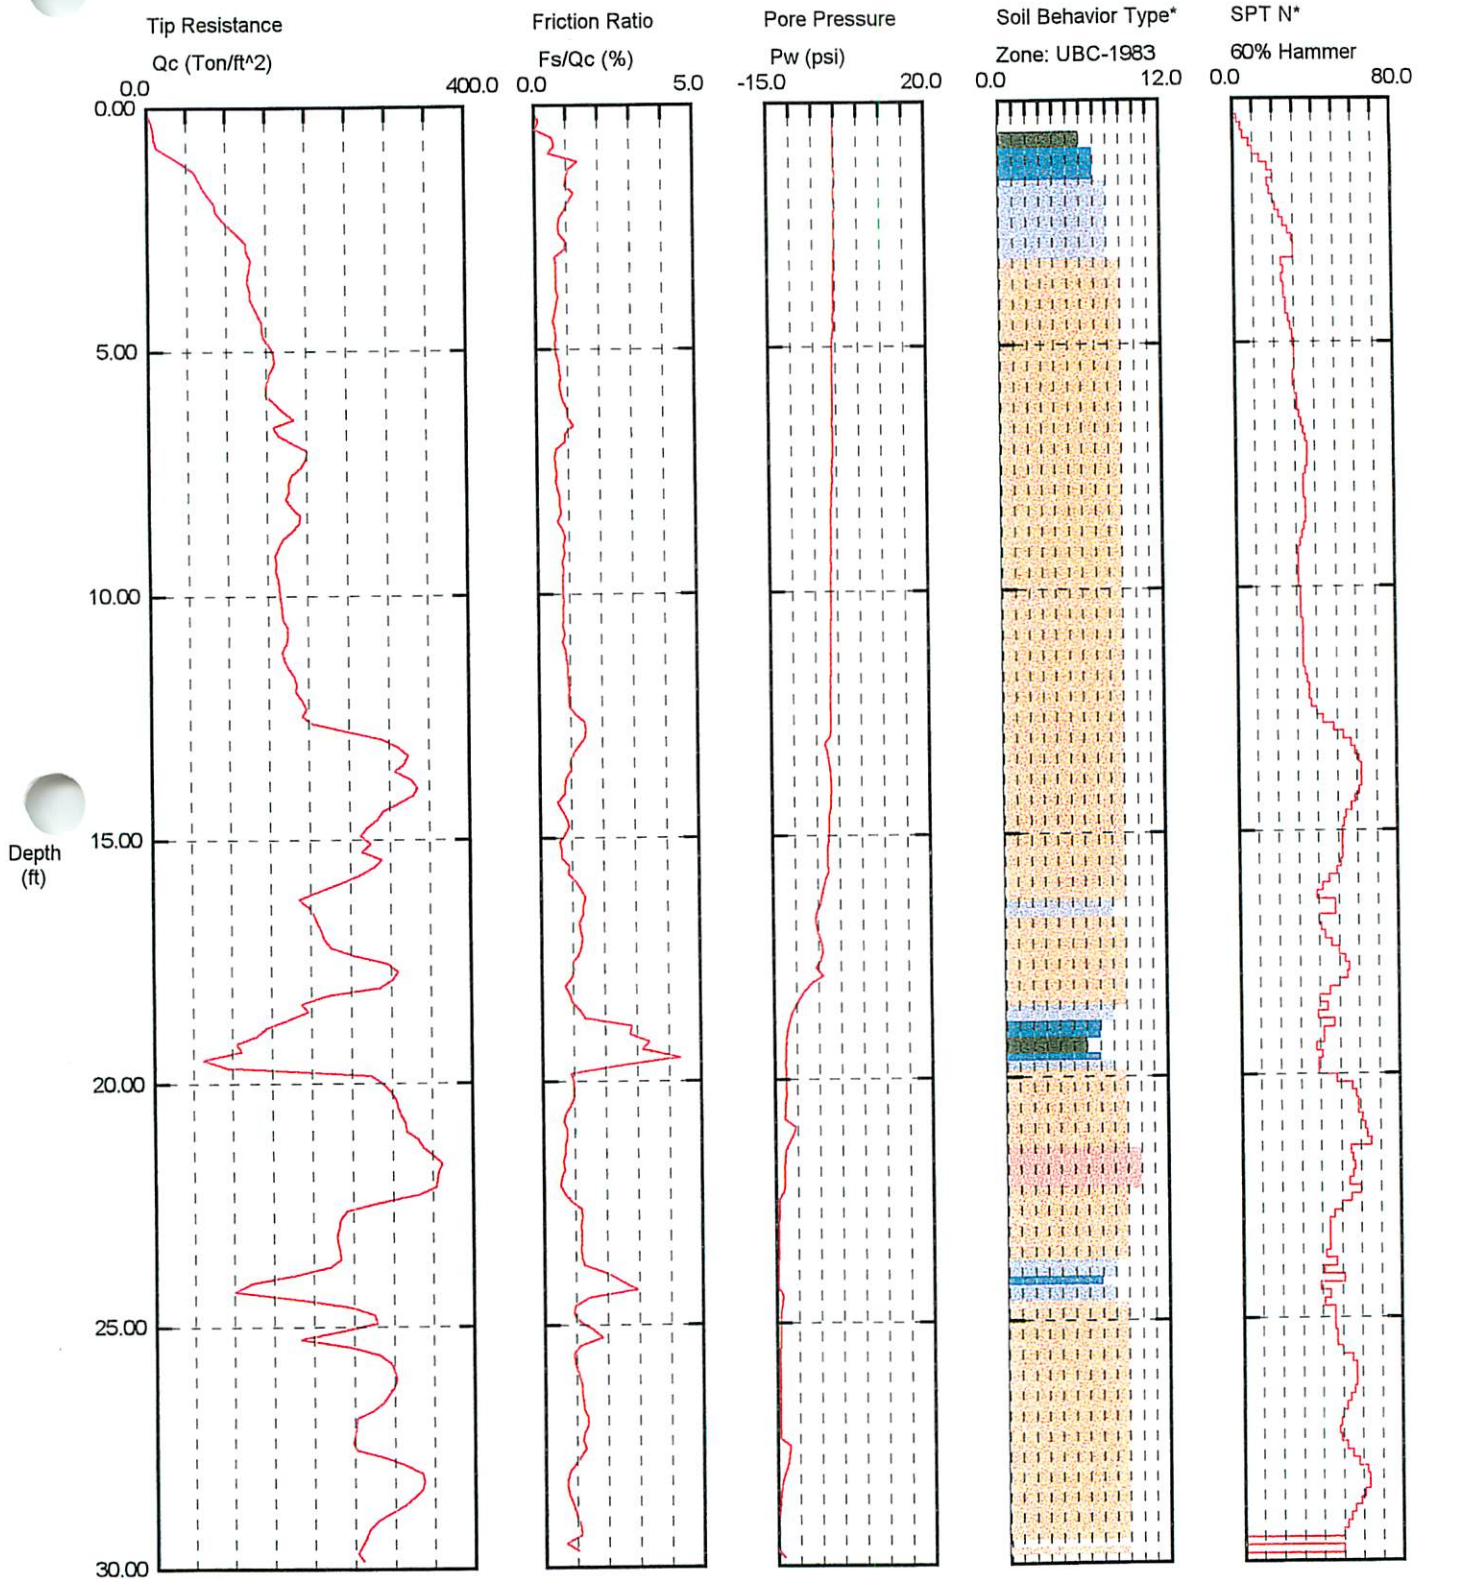 Tip Resistance
Qc (Ton/ft^2)
0.0 400.0
Friction Ratio
Fs/Qc (%)
0.0 5.0
Pore Pressure
Pw (psi)
-15.0 20.0
Soil Behavior Type*
Zone: UBC-1983
0.0 12.0
SPT N*
60% Hammer
0.0 80.0
0.00
5.00
10.00
15.00
Depth
(ft)
20.00
25.00
30.00